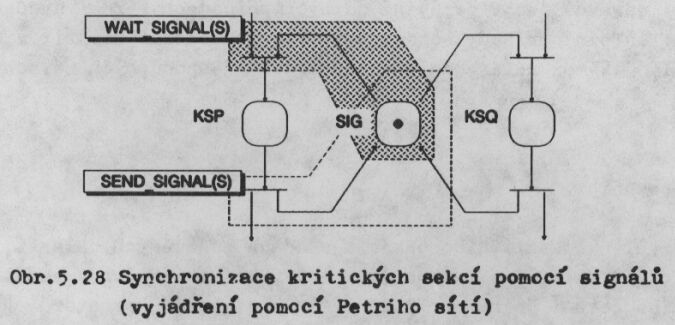 WAIT_SIGNAL(S)
KSP
SIG
KSQ
SEND_SIGNAL(S)
Obr.5.28 Synchronizace kritických sekcí pomocí signálů
(vyjádření pomocí Petriho sítí)